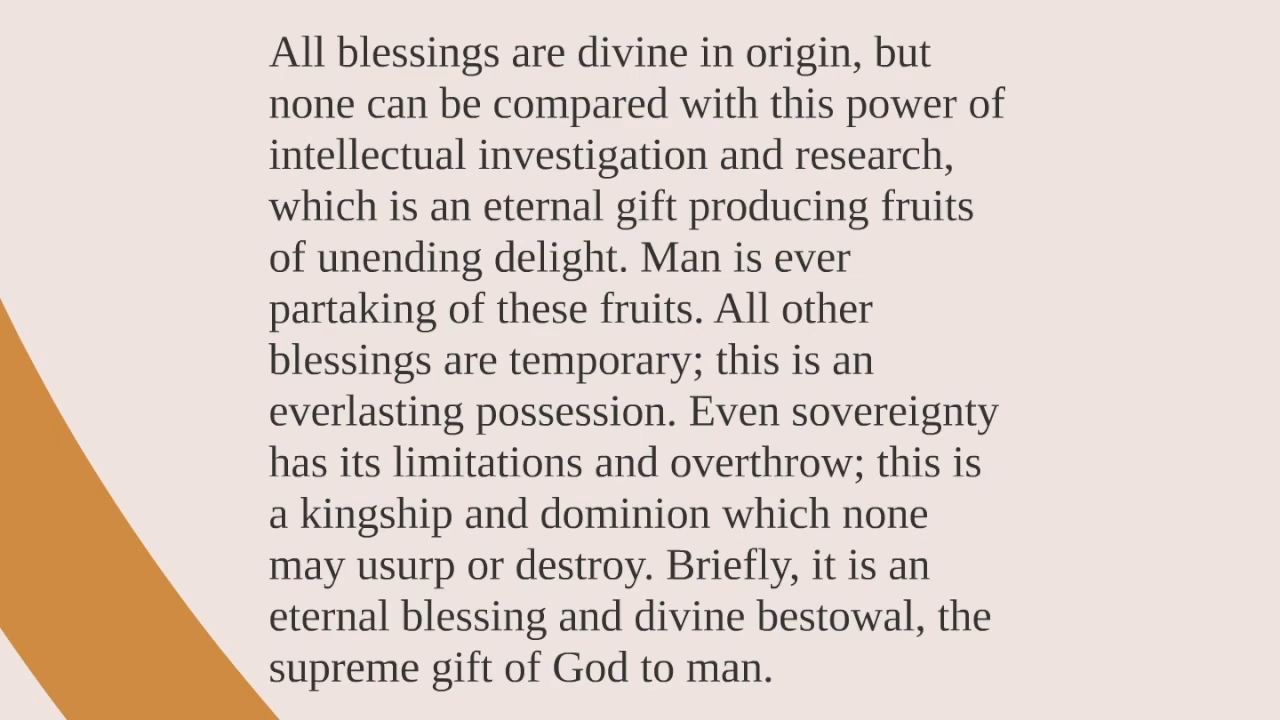 All blessings are divine in origin, but
none can be compared with this power of
intellectual investigation and research,
which is an eternal gift producing fruits
of unending delight. Man is ever
partaking of these fruits. All other
blessings are temporary; this is an
everlasting possession. Even sovereignty
has its limitations and overthrow; this is
a kingship and dominion which none
may usurp or destroy. Briefly, it is an
eternal blessing and divine bestowal, the
supreme gift of God to man.